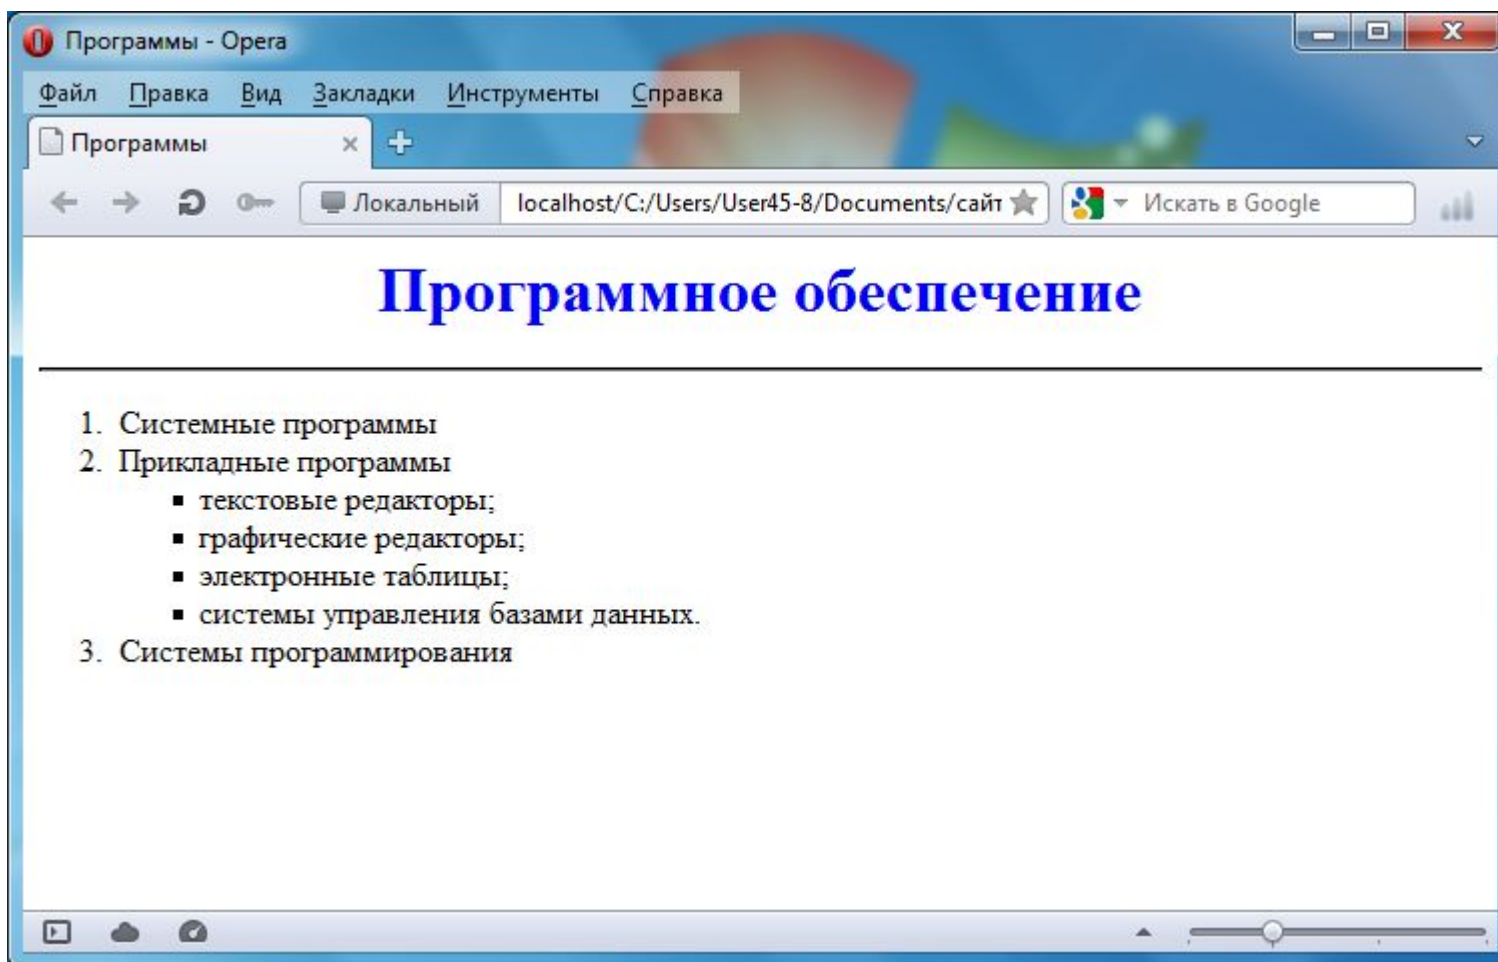 Программы - Opera
Файл Правка Вид Закладки Инструменты Справка
Программы
Локальный localhost/C:/Users/User45-8/Documents/сайт Искать в Google
Программное обеспечение
1. Системные программы
2. Прикладные программы
▪ текстовые редакторы;
▪ графические редакторы;
▪ электронные таблицы;
▪ системы управления базами данных.
3. Системы программирования